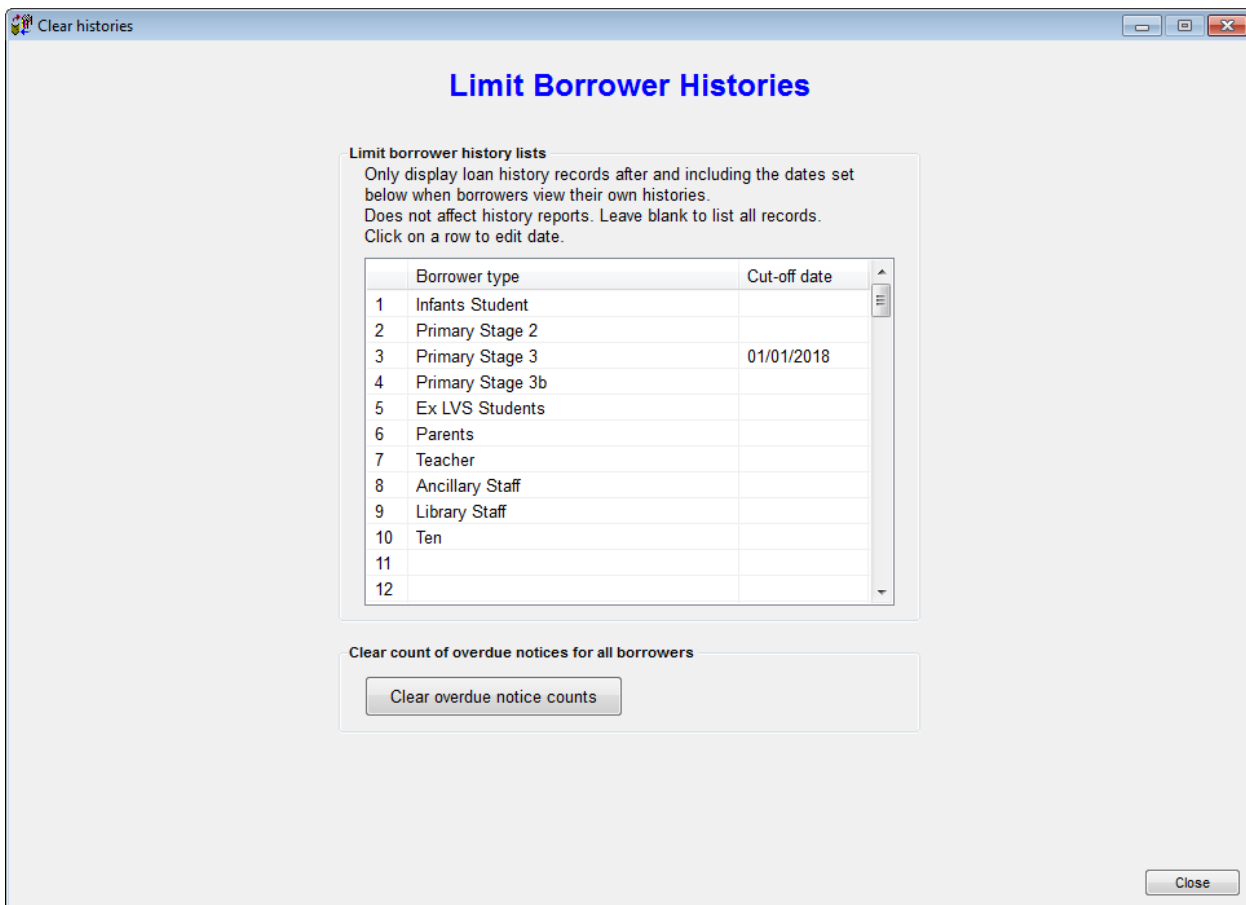 Clear histories
Limit Borrower Histories
Limit borrower history lists
Only display loan history records after and including the dates set
below when borrowers view their own histories.
Does not affect history reports. Leave blank to list all records.
Click on a row to edit date.
Borrower type Cut-off date
1 Infants Student
2 Primary Stage 2
3 Primary Stage 3 01/01/2018
4 Primary Stage 3b
5 Ex LVS Students
6 Parents
7 Teacher
8 Ancillary Staff
9 Library Staff
10 Ten
11
12
Clear count of overdue notices for all borrowers
Clear overdue notice counts
Close